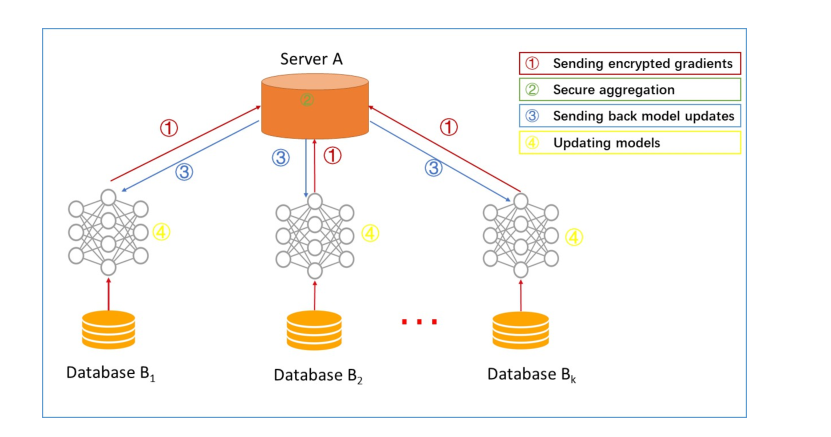 Server A
① Sending encrypted gradients
② Secure aggregation
③ Sending back model updates
④ Updating models
②
① ①
③ ① ③ ③
④ ④ ④
...
Database B₁ Database B₂ Database Bₖ